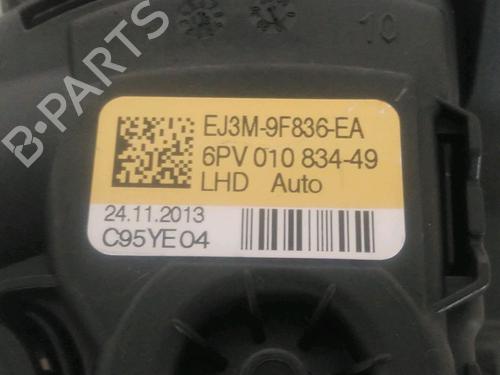 10
EJ3M-9F836-EA
6PV 010 834-49
LHD Auto
24.11.2013
C95YE04
B-PARTS